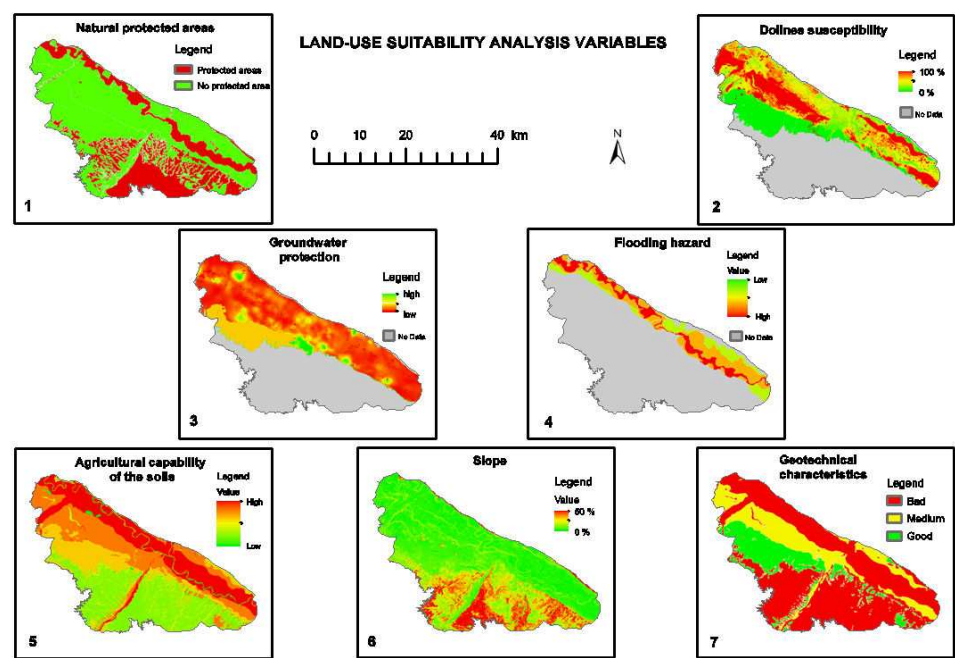 LAND-USE SUITABILITY ANALYSIS VARIABLES
0 10 20 40 km
N
Natural protected areas
Legend
Protected areas
No protected area
1
Dolines susceptibility
Legend
100 %
0 %
No Data
2
Groundwater
protection
Legend
high
low
No Data
3
Flooding hazard
Legend
Value
Low
High
No Data
4
Agricultural capability
of the soils
Legend
Value
High
Low
5
Slope
Legend
Value
50 %
0 %
6
Geotechnical
characteristics
Legend
Bad
Medium
Good
7